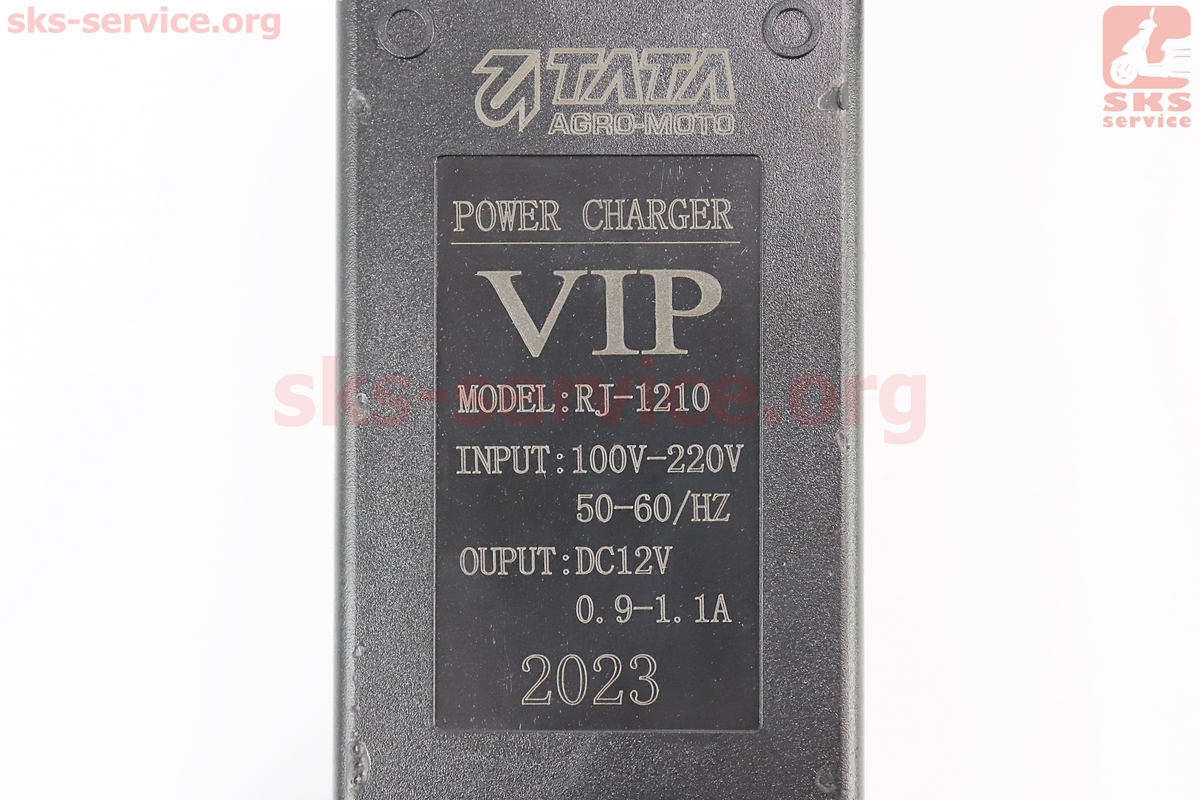 sks-service.org
SKS
service
TATA
AGRO-MOTO
POWER CHARGER
VIP
MODEL:RJ-1210
sks-service.org
INPUT:100V-220V
50-60/HZ
OUPUT:DC12V
0.9-1.1A
2023